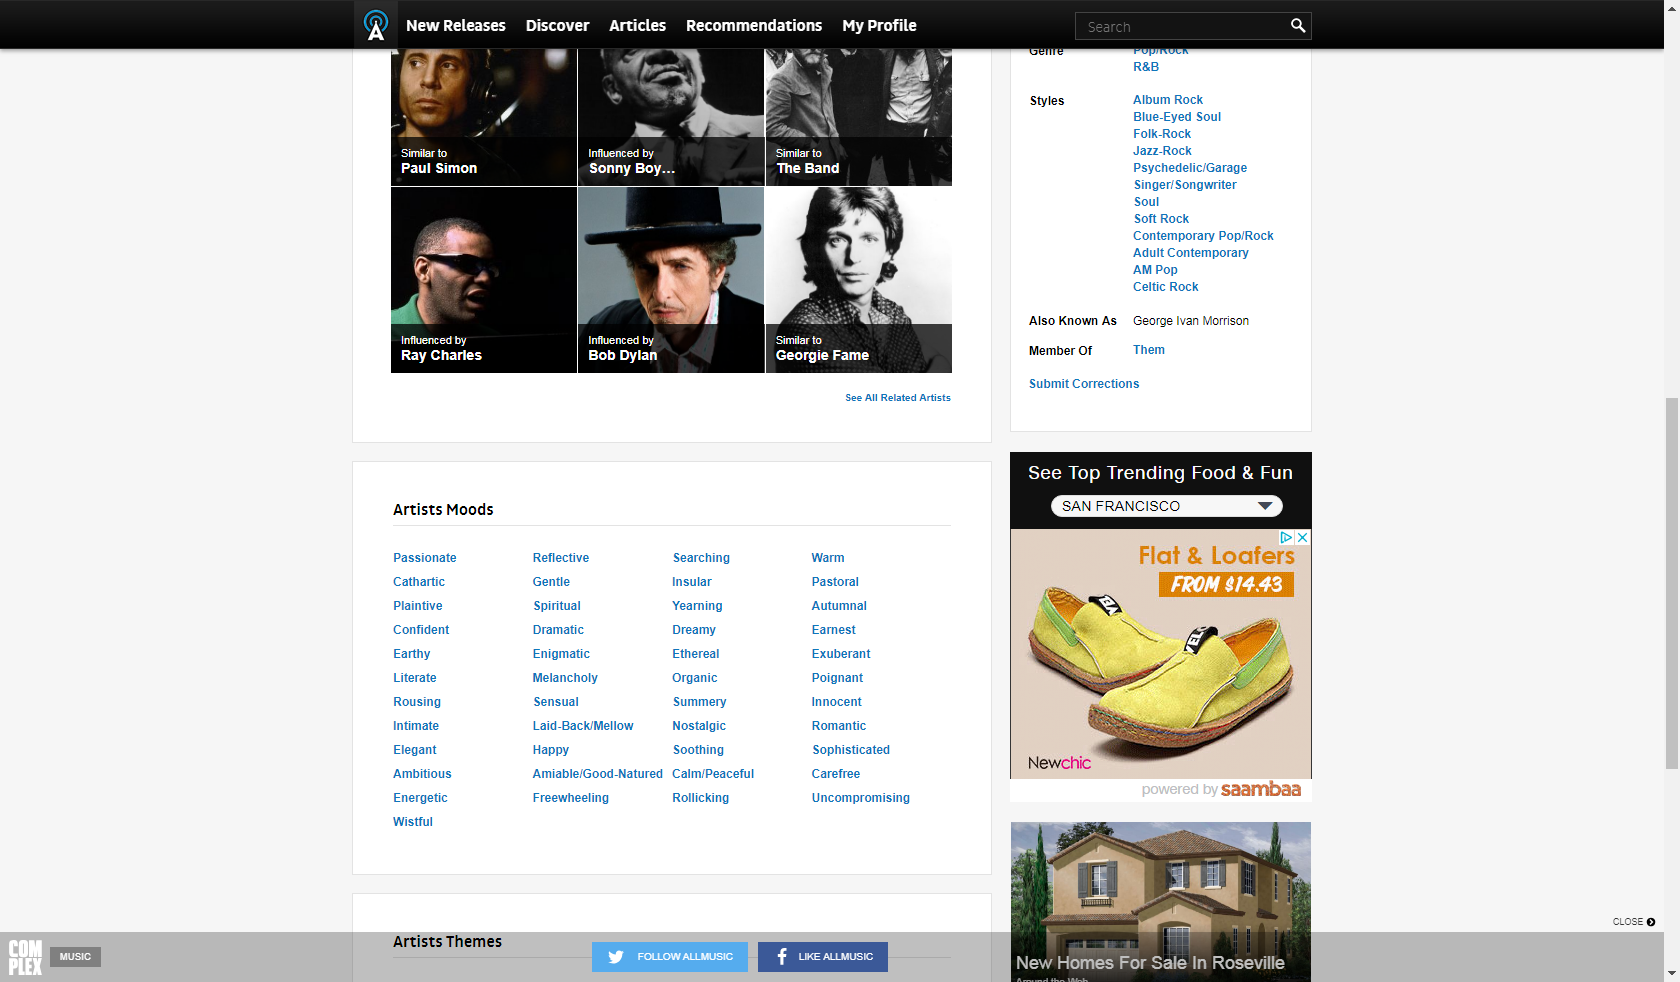 New Releases Discover Articles Recommendations My Profile
Search
Similar to
Paul Simon
Influenced by
Sonny Boy...
Similar to
The Band
Influenced by
Ray Charles
Influenced by
Bob Dylan
Similar to
Georgie Fame
See All Related Artists
Genre
Pop/Rock
R&B
Styles
Album Rock
Blue-Eyed Soul
Folk-Rock
Jazz-Rock
Psychedelic/Garage
Singer/Songwriter
Soul
Soft Rock
Contemporary Pop/Rock
Adult Contemporary
AM Pop
Celtic Rock
Also Known As George Ivan Morrison
Member Of Them
Submit Corrections
Artists Moods
Passionate Reflective Searching Warm
Cathartic Gentle Insular Pastoral
Plaintive Spiritual Yearning Autumnal
Confident Dramatic Dreamy Earnest
Earthy Enigmatic Ethereal Exuberant
Literate Melancholy Organic Poignant
Rousing Sensual Summery Innocent
Intimate Laid-Back/Mellow Nostalgic Romantic
Elegant Happy Soothing Sophisticated
Ambitious Amiable/Good-Natured Calm/Peaceful Carefree
Energetic Freewheeling Rollicking Uncompromising
Wistful
See Top Trending Food & Fun
SAN FRANCISCO
Flat & Loafers
FROM $14.43
Newchic
powered by saambaa
New Homes For Sale In Roseville
Around the Web
CLOSE
Artists Themes
COMPLEX
MUSIC
FOLLOW ALLMUSIC
LIKE ALLMUSIC